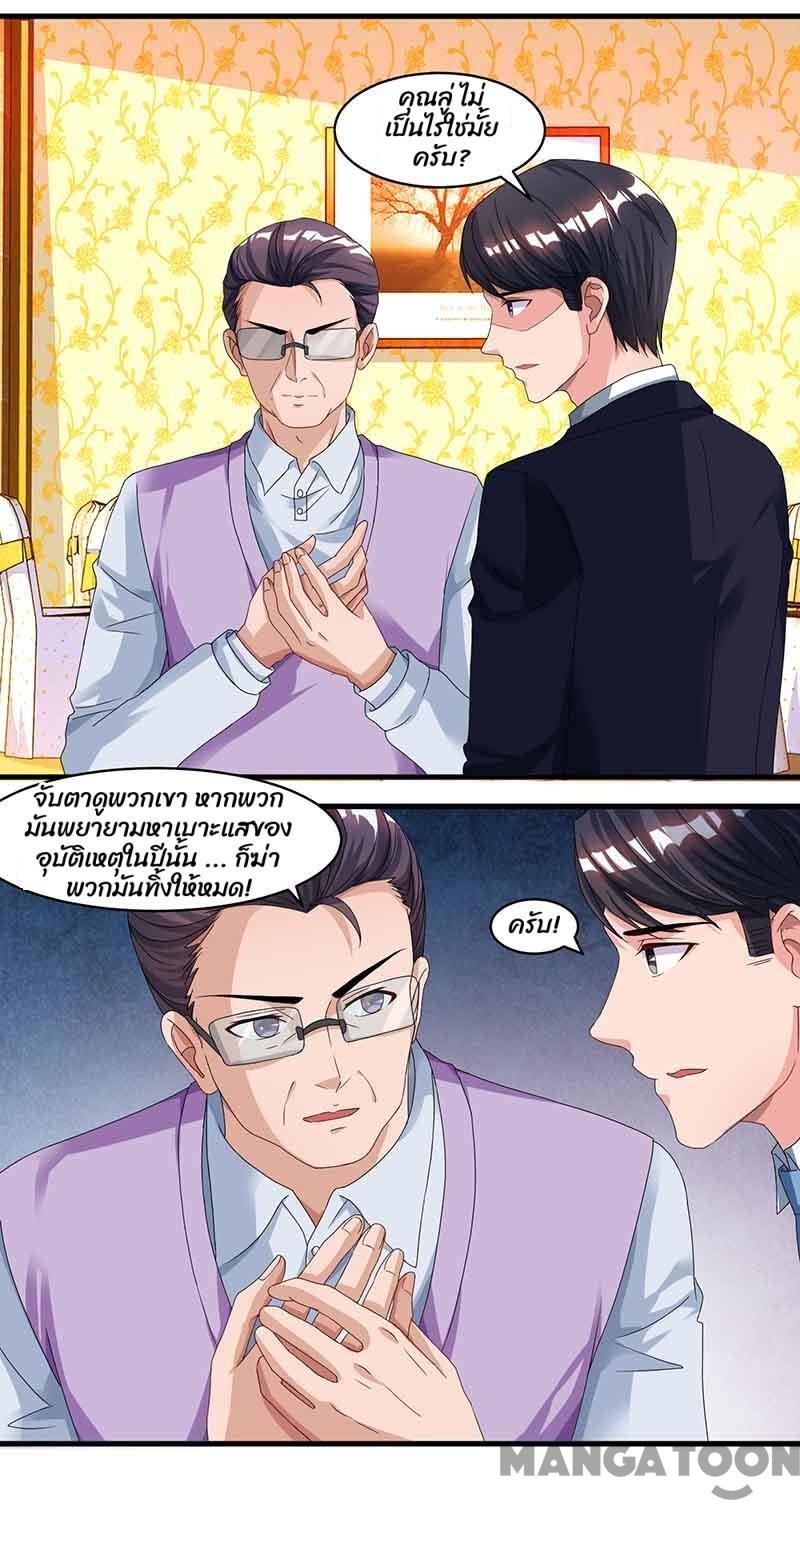 คุณลู่ ไม่
เป็นไรใช่มั้ย
ครับ?
จับตาดูพวกเขา หากพวก
มันพยายามหาเบาะแสของ
อุบัติเหตุในปีนั้น ... ก็ฆ่า
พวกมันทิ้งให้หมด!
ครับ!
MANGATOON